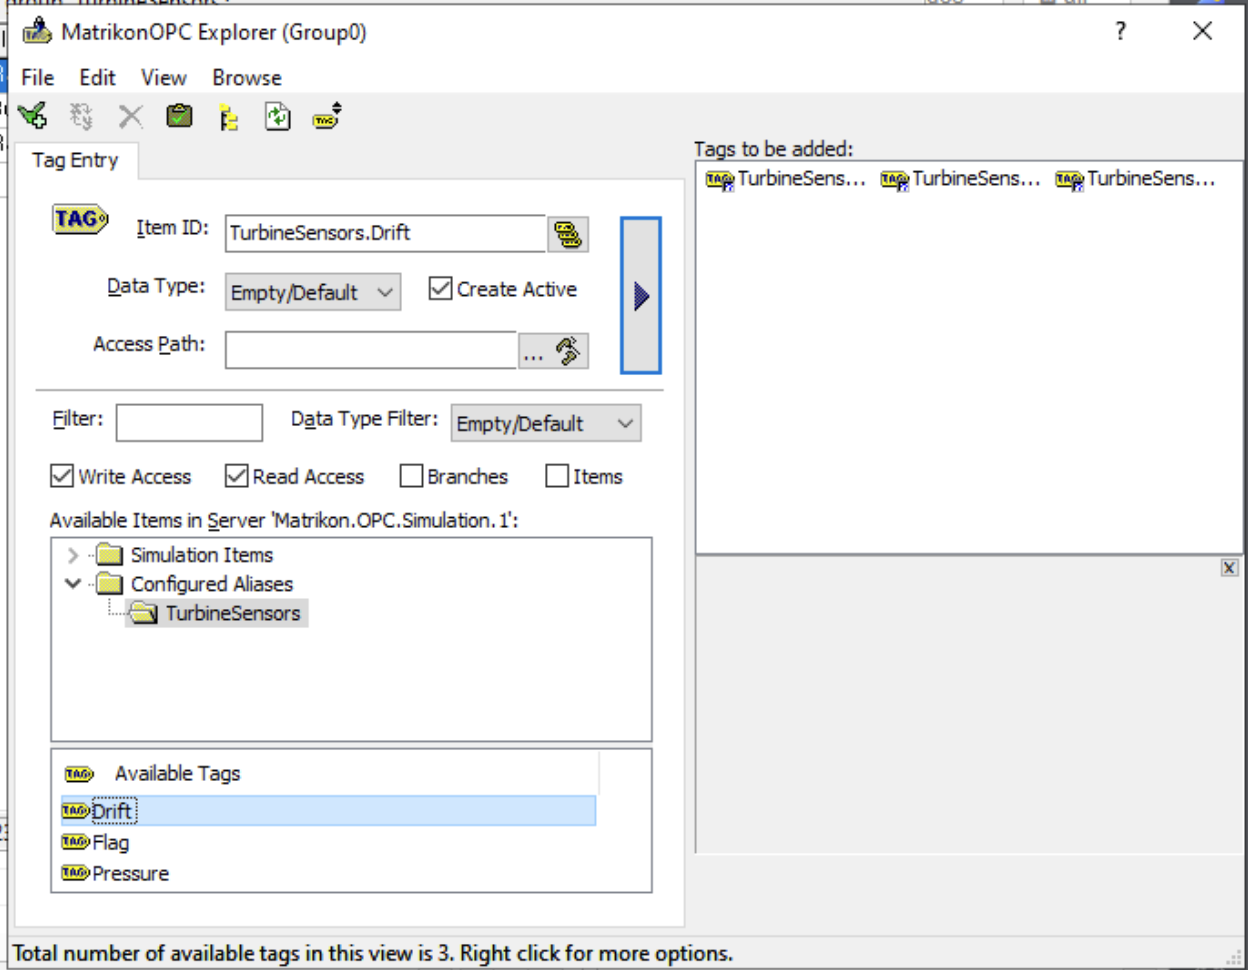 MatrikonOPC Explorer (Group0)
?
File Edit View Browse
Tag Entry
Tags to be added:
TurbineSens... TurbineSens... TurbineSens...
TAG
Item ID: TurbineSensors.Drift
Data Type: Empty/Default Create Active
Access Path: ...
Filter: Data Type Filter: Empty/Default
Write Access Read Access Branches Items
Available Items in Server 'Matrikon.OPC.Simulation.1':
Simulation Items
Configured Aliases
TurbineSensors
Available Tags
Drift
Flag
Pressure
Total number of available tags in this view is 3. Right click for more options.